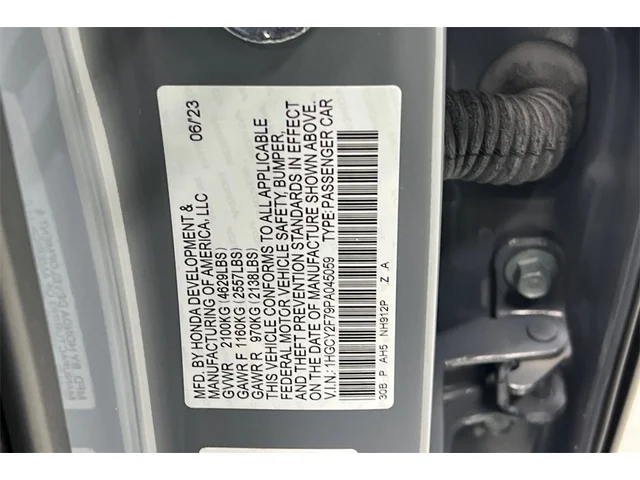 MFD. BY HONDA DEVELOPMENT & 06/23
MANUFACTURING OF AMERICA, LLC
GVWR 2100KG (4629LBS)
GAWR F 1160KG (2557LBS)
GAWR R 970KG (2138LBS)
THIS VEHICLE CONFORMS TO ALL APPLICABLE
FEDERAL MOTOR VEHICLE SAFETY, BUMPER,
AND THEFT PREVENTION STANDARDS IN EFFECT
ON THE DATE OF MANUFACTURE SHOWN ABOVE.
V.I.N.: 1HGCY2F79PA045059 TYPE:PASSENGER CAR
30B P AH5 NH912P Z A